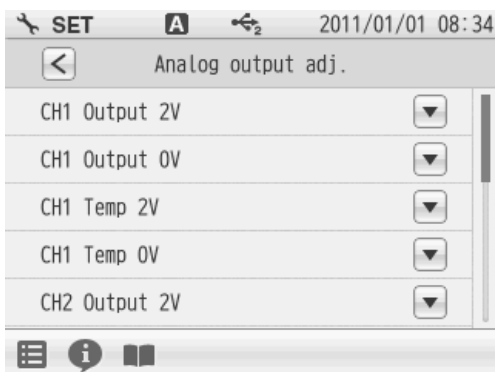 SET A 2 2011/01/01 08:34
Analog output adj.
CH1 Output 2V
CH1 Output 0V
CH1 Temp 2V
CH1 Temp 0V
CH2 Output 2V